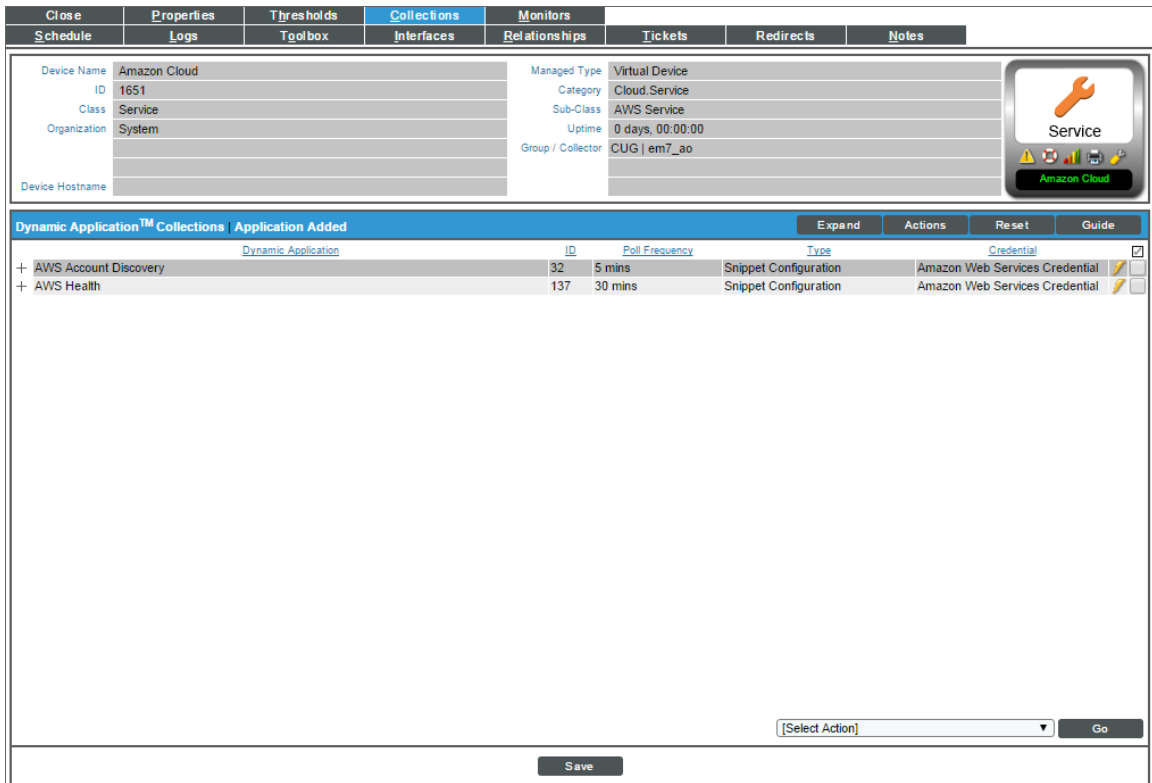 Close Properties Thresholds Collections Monitors
Schedule Logs Toolbox Interfaces Relationships Tickets Redirects Notes
Device Name Amazon Cloud Managed Type Virtual Device
ID 1651 Category Cloud.Service
Class Service Sub-Class AWS Service
Organization System Uptime 0 days, 00:00:00
Group / Collector CUG | em7_ao
Device Hostname
Service
Amazon Cloud
Dynamic Application™ Collections | Application Added Expand Actions Reset Guide
Dynamic Application ID Poll Frequency Type Credential
+ AWS Account Discovery 32 5 mins Snippet Configuration Amazon Web Services Credential
+ AWS Health 137 30 mins Snippet Configuration Amazon Web Services Credential
[Select Action] Go
Save